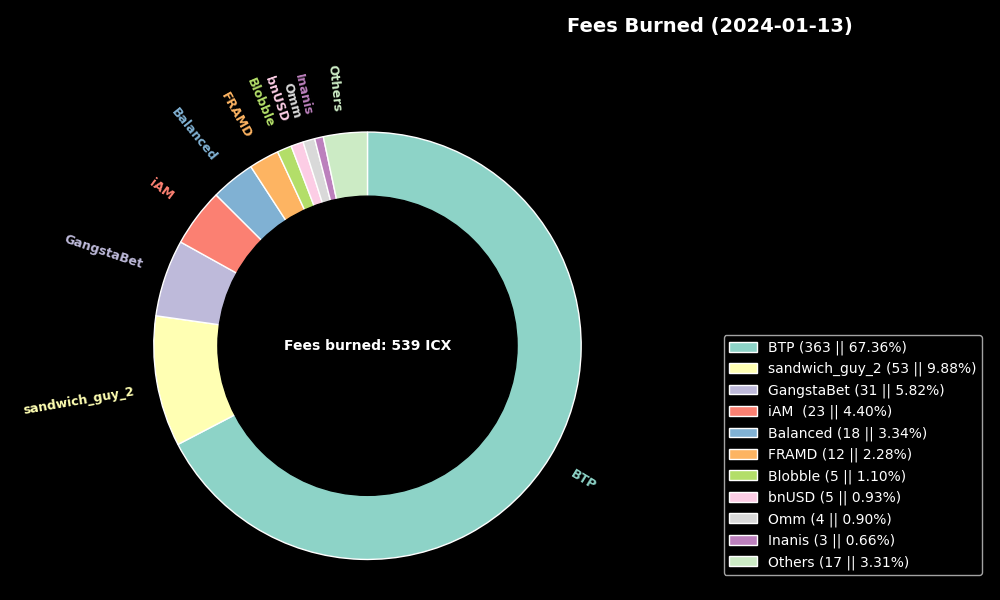 Fees Burned (2024-01-13)
Others
Inanis
Omm
bnUSD
Blobble
FRAMD
Balanced
iAM
GangstaBet
sandwich_guy_2
BTP
Fees burned: 539 ICX
BTP (363 || 67.36%)
sandwich_guy_2 (53 || 9.88%)
GangstaBet (31 || 5.82%)
iAM  (23 || 4.40%)
Balanced (18 || 3.34%)
FRAMD (12 || 2.28%)
Blobble (5 || 1.10%)
bnUSD (5 || 0.93%)
Omm (4 || 0.90%)
Inanis (3 || 0.66%)
Others (17 || 3.31%)